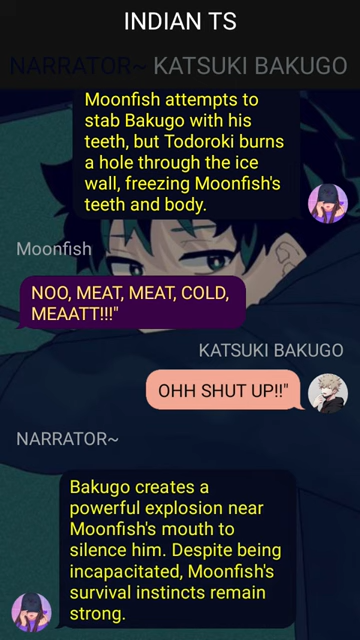 INDIAN TS
NARRATOR~ KATSUKI BAKUGO
Moonfish attempts to
stab Bakugo with his
teeth, but Todoroki burns
a hole through the ice
wall, freezing Moonfish's
teeth and body.
Moonfish
NOO, MEAT, MEAT, COLD,
MEAATT!!!"
KATSUKI BAKUGO
OHH SHUT UP!!"
NARRATOR~
Bakugo creates a
powerful explosion near
Moonfish's mouth to
silence him. Despite being
incapacitated, Moonfish's
survival instincts remain
strong.